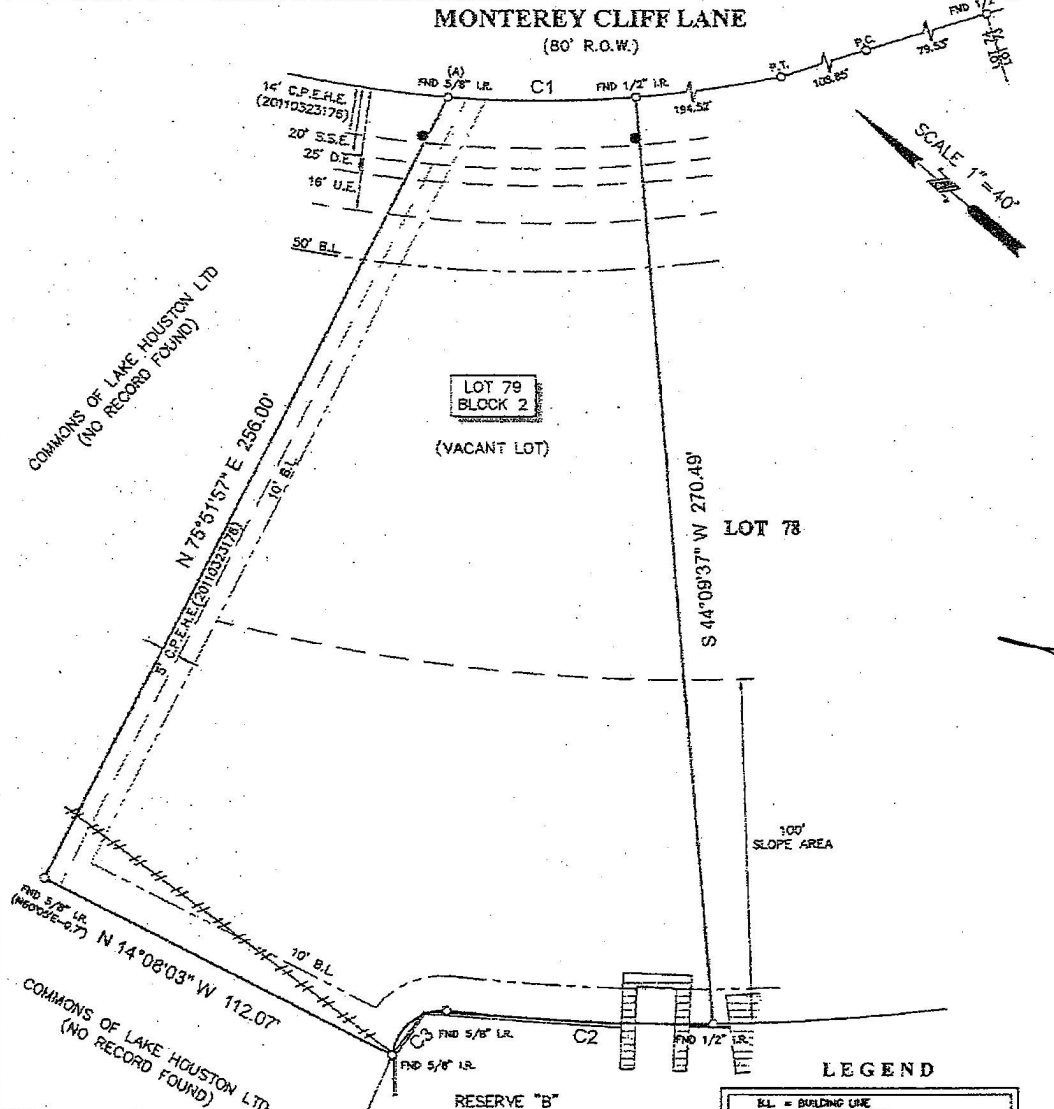 MONTEREY CLIFF LANE
(80' R.O.W.)
FND 1/2"
79.53'
P.C.
109.85'
P.T.
194.52'
(A)
FND 5/8" I.R.
C1
FND 1/2" I.R.
14' C.P.E.H.E.
(20110323176)
20' S.S.E.
25' D.E.
16' U.E.
50' B.L.
SCALE 1"=40'
COMMONS OF LAKE HOUSTON LTD
(NO RECORD FOUND)
LOT 79
BLOCK 2
(VACANT LOT)
N 75°51'57" E 256.00'
10' B.L.
C.P.E.H.E.(20110323176)
S 44°09'37" W 270.49'
LOT 78
100'
SLOPE AREA
FND 5/8" I.R.
N 14°08'03" W 112.07'
10' B.L.
C3
FND 5/8" I.R.
C2
FND 1/2" I.R.
FND 5/8" I.R.
COMMONS OF LAKE HOUSTON LTD
(NO RECORD FOUND)
RESERVE "B"
LEGEND
B.L. = BUILDING LINE